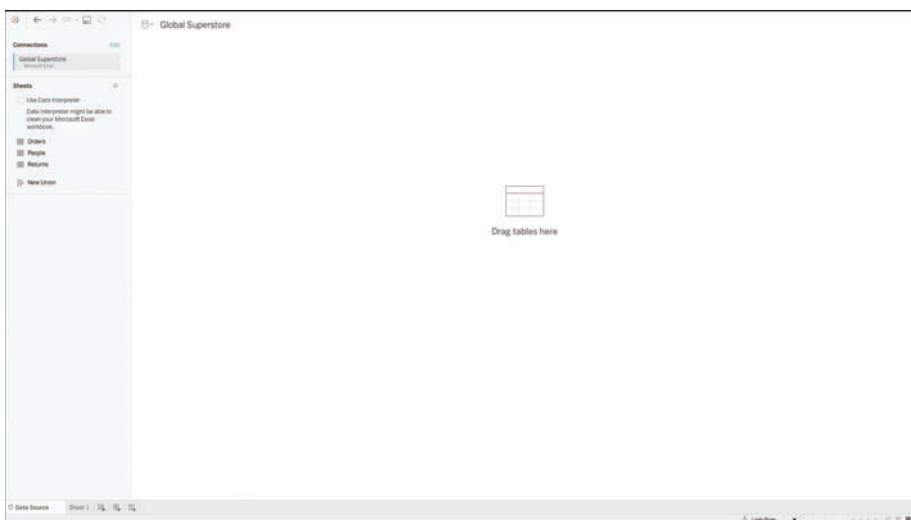 Global Superstore
Connections
Add
Global Superstore
Microsoft Excel
Sheets
Use Data Interpreter
Data Interpreter might be able to
clean your Microsoft Excel
workbook.
Orders
People
Returns
New Union
Drag tables here
Data Source
Sheet 1